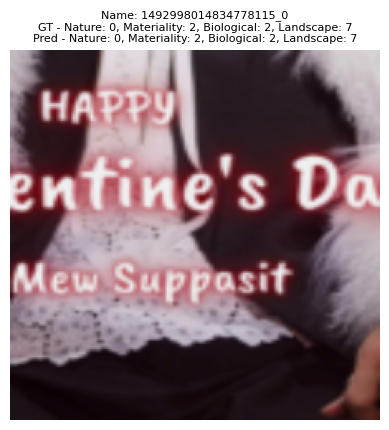 Name: 1492998014834778115_0
GT - Nature: 0, Materiality: 2, Biological: 2, Landscape: 7
Pred - Nature: 0, Materiality: 2, Biological: 2, Landscape: 7
HAPPY
entine's Da
Mew Suppasit